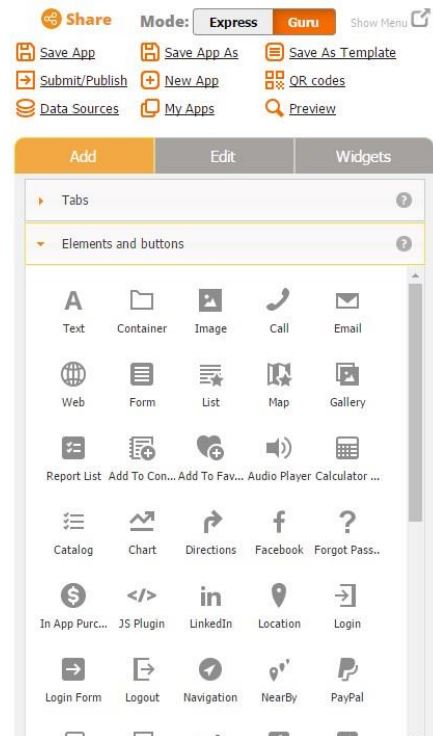 Share Mode: Express Guru Show Menu
Save App Save App As Save As Template
Submit/Publish New App QR codes
Data Sources My Apps Preview
Add Edit Widgets
Tabs ?
Elements and buttons ?
A
Text Container Image Call Email
Web Form List Map Gallery
Report List Add To Con... Add To Fav... Audio Player Calculator ...
f ?
Catalog Chart Directions Facebook Forgot Pass..
$ </> in
In App Purc... JS Plugin LinkedIn Location Login
Login Form Logout Navigation NearBy PayPal